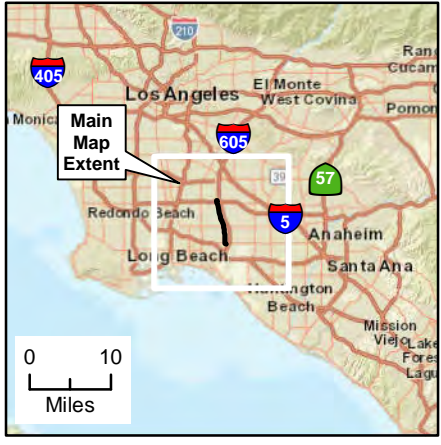 210
Ran
Cucam
405
El Monte
Los Angeles
West Covina
Pomon
a Monica
Main
Map
Extent
605
39
57
Redondo Beach
5
Anaheim
Long Beach
Santa Ana
Huntington
Beach
Mission
Viejo
Lake
Fores
Lagu
0 10
Miles